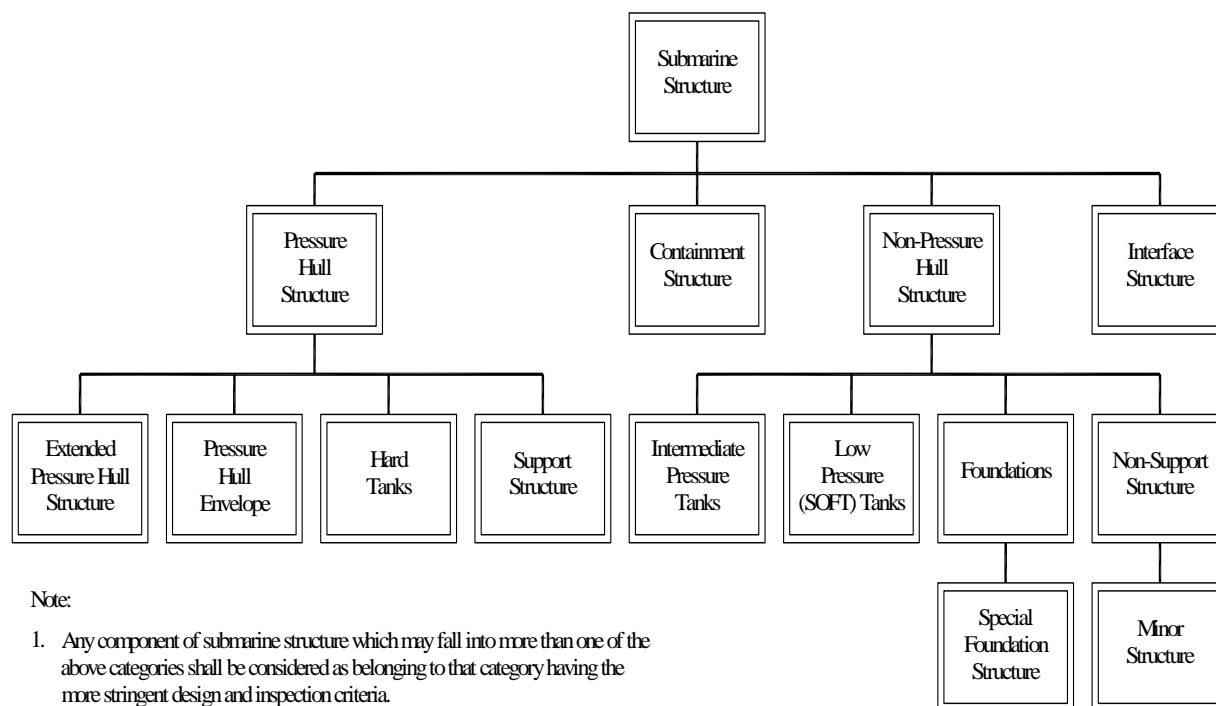 Submarine
Structure
Pressure
Hull
Structure
Containment
Structure
Non-Pressure
Hull
Structure
Interface
Structure
Extended
Pressure Hull
Structure
Pressure
Hull
Envelope
Hard
Tanks
Support
Structure
Intermediate
Pressure
Tanks
Low
Pressure
(SOFT) Tanks
Foundations
Non-Support
Structure
Special
Foundation
Structure
Minor
Structure
Note:
1. Any component of submarine structure which may fall into more than one of the
above categories shall be considered as belonging to that category having the
more stringent design and inspection criteria.